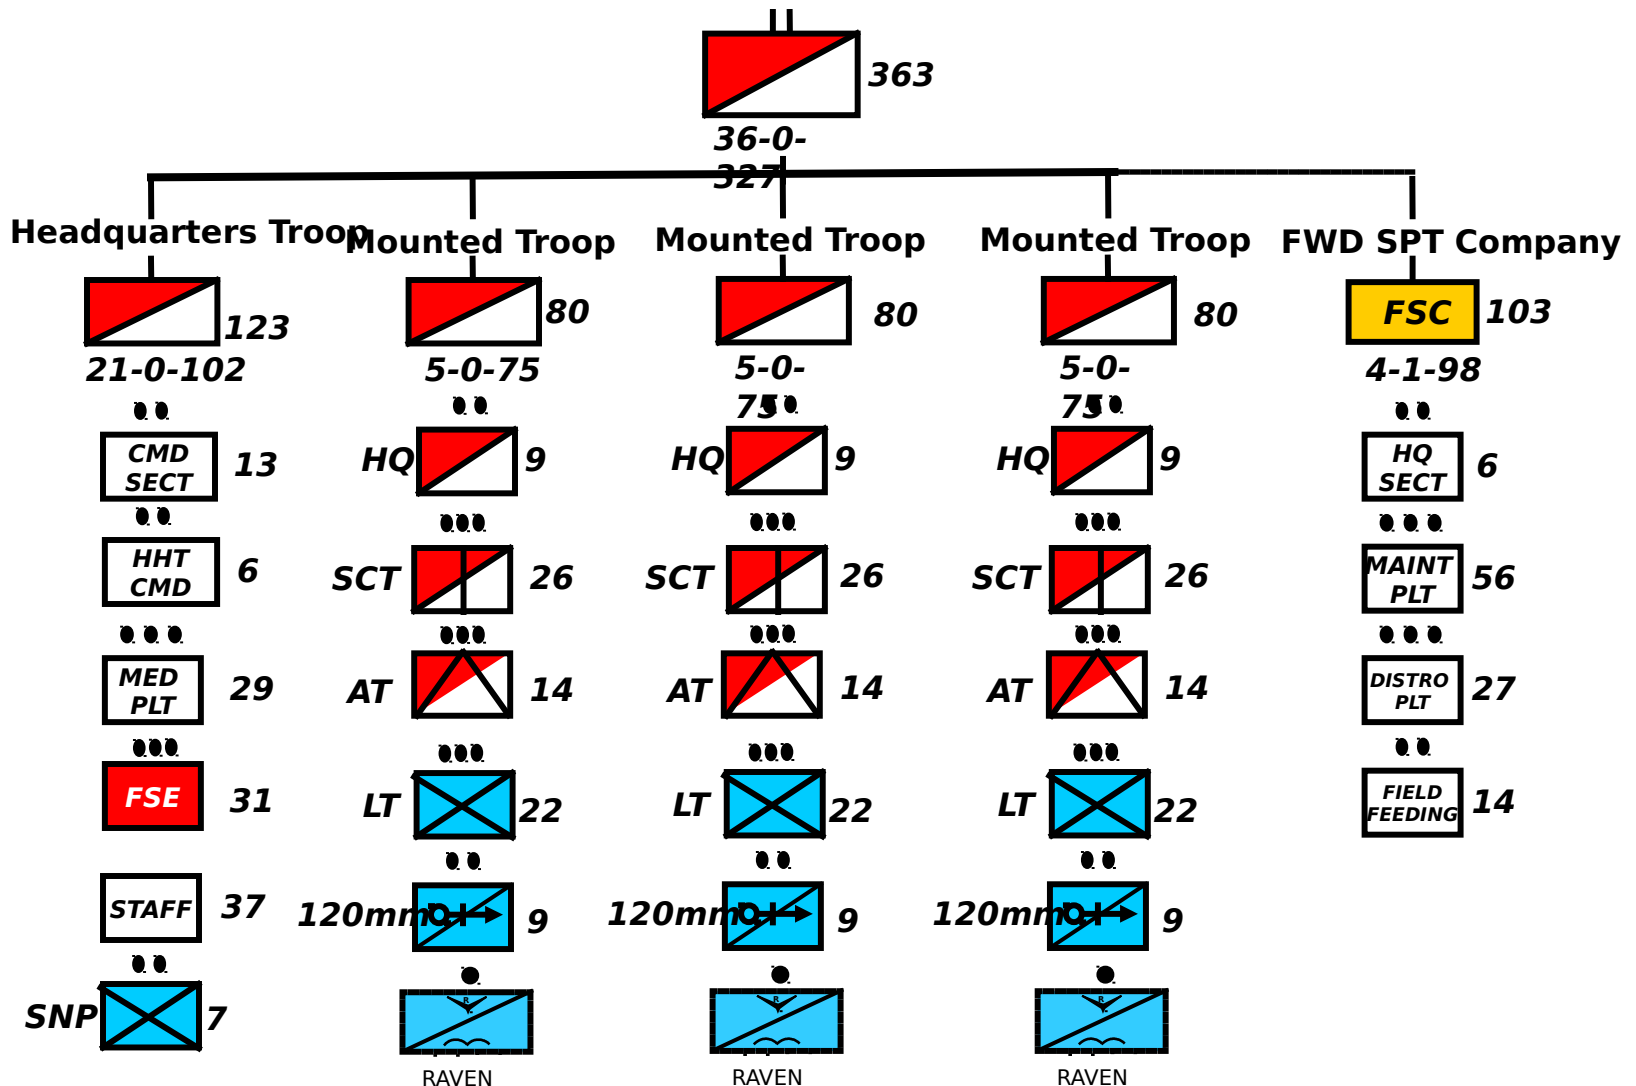 363
36-0-
327
Headquarters Troop
Mounted Troop
Mounted Troop
Mounted Troop
FWD SPT Company
123
80
80
80
FSC
103
21-0-102
5-0-75
5-0-
75
5-0-
75
4-1-98
CMD
SECT
13
HQ
9
HQ
9
HQ
9
HQ
SECT
6
HHT
CMD
6
SCT
26
SCT
26
SCT
26
MAINT
PLT
56
MED
PLT
29
AT
14
AT
14
AT
14
DISTRO
PLT
27
FSE
31
LT
22
LT
22
LT
22
FIELD
FEEDING
14
STAFF
37
120mm
9
120mm
9
120mm
9
SNP
7
R
R
R
RAVEN
RAVEN
RAVEN